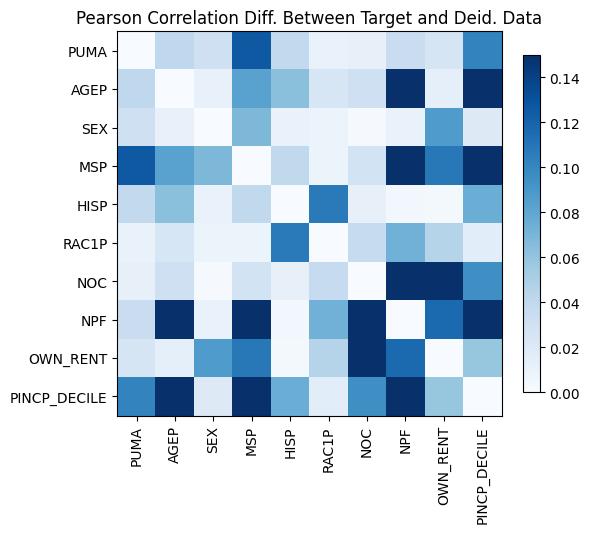 Pearson Correlation Diff. Between Target and Deid. Data
PUMA
AGEP
SEX
MSP
HISP
RAC1P
NOC
NPF
OWN_RENT
PINCP_DECILE
PUMA
AGEP
SEX
MSP
HISP
RAC1P
NOC
NPF
OWN_RENT
PINCP_DECILE
0.14
0.12
0.10
0.08
0.06
0.04
0.02
0.00